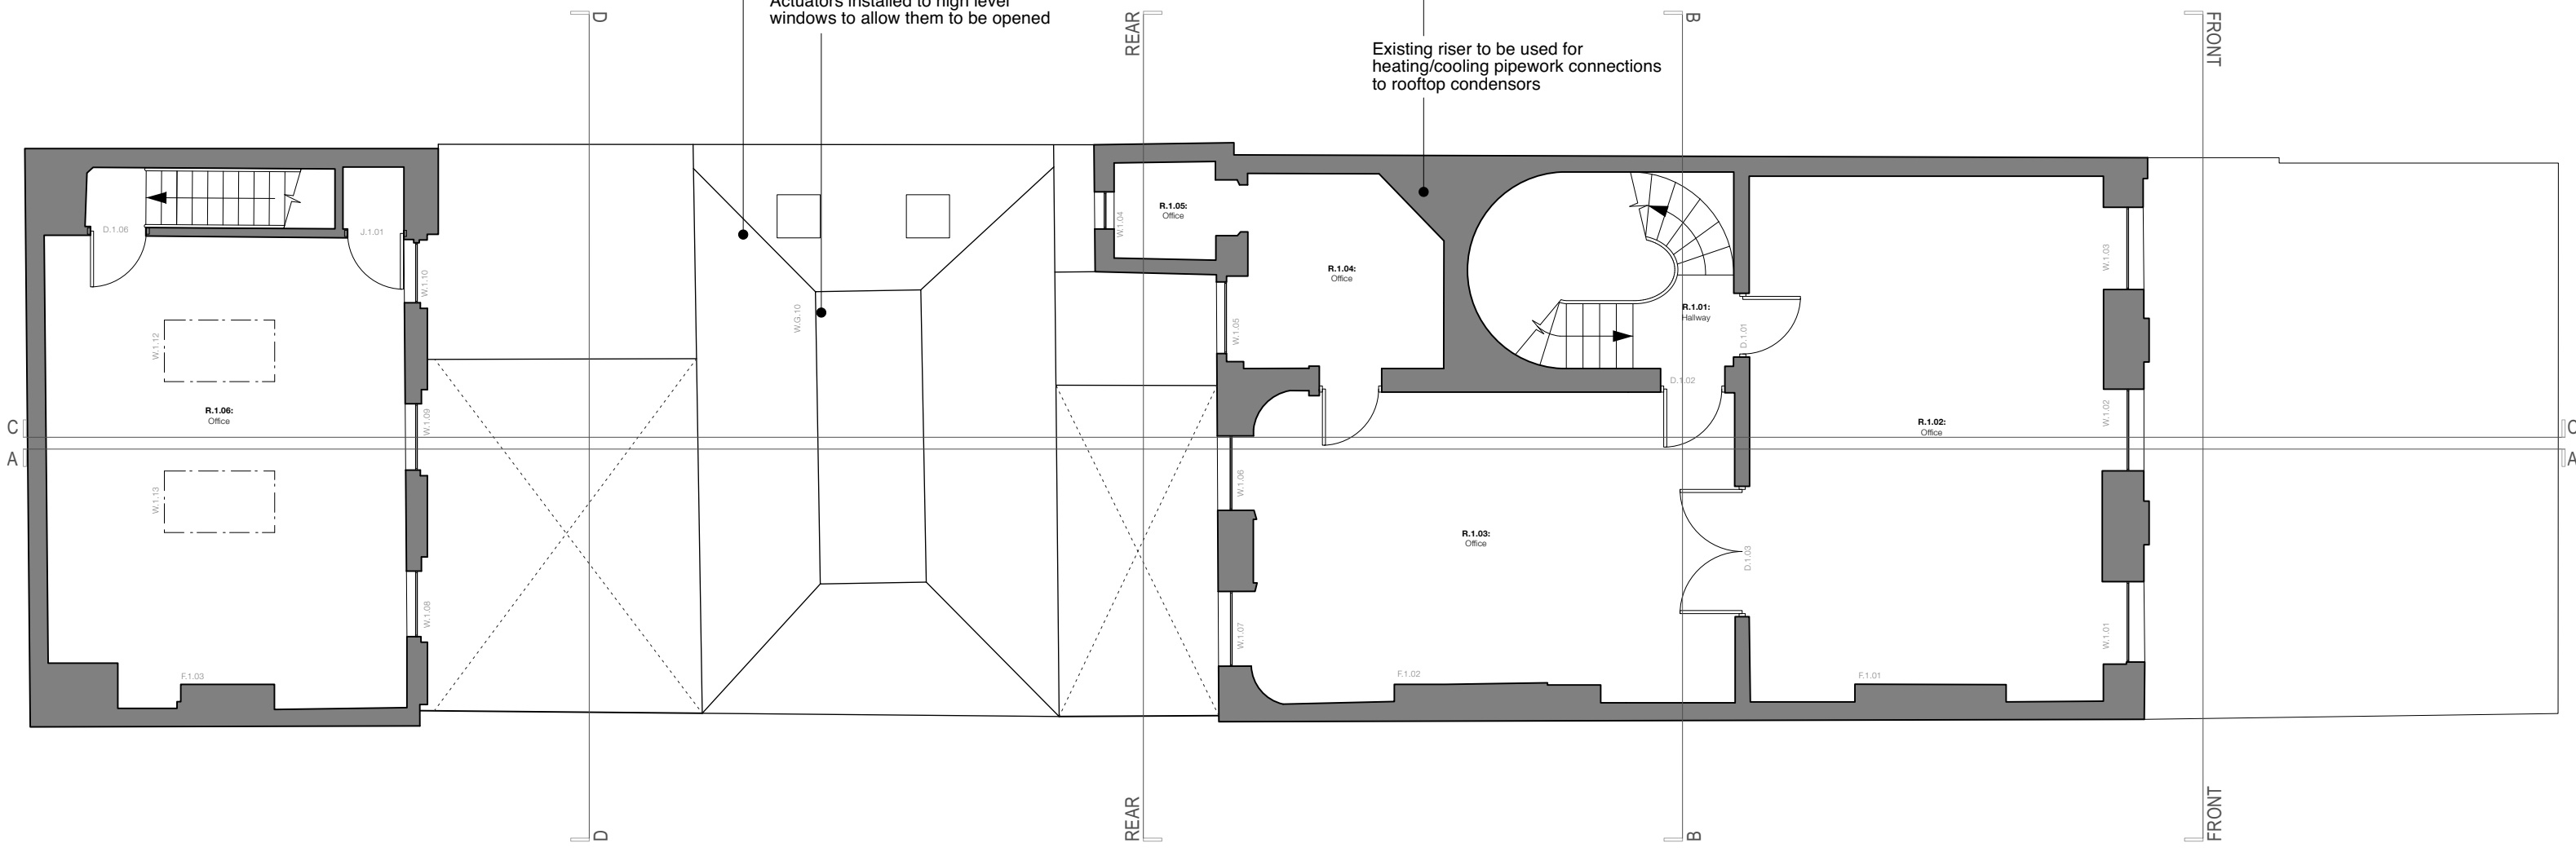 Actuators installed to high level
windows to allow them to be opened
Existing riser to be used for
heating/cooling pipework connections
to rooftop condensors
D
REAR
B
FRONT
D.1.06
J.1.01
W.1.10
W.1.12
R.1.06:
Office
W.1.09
W.1.13
W.1.08
F.1.03
W.G.10
W.1.04
R.1.05:
Office
R.1.04:
Office
W.1.05
R.1.01:
Hallway
D.1.01
D.1.02
W.1.03
W.1.02
R.1.02:
Office
C
A
C
A
W.1.06
R.1.03:
Office
D.1.03
W.1.07
W.1.01
F.1.02
F.1.01
D
REAR
B
FRONT